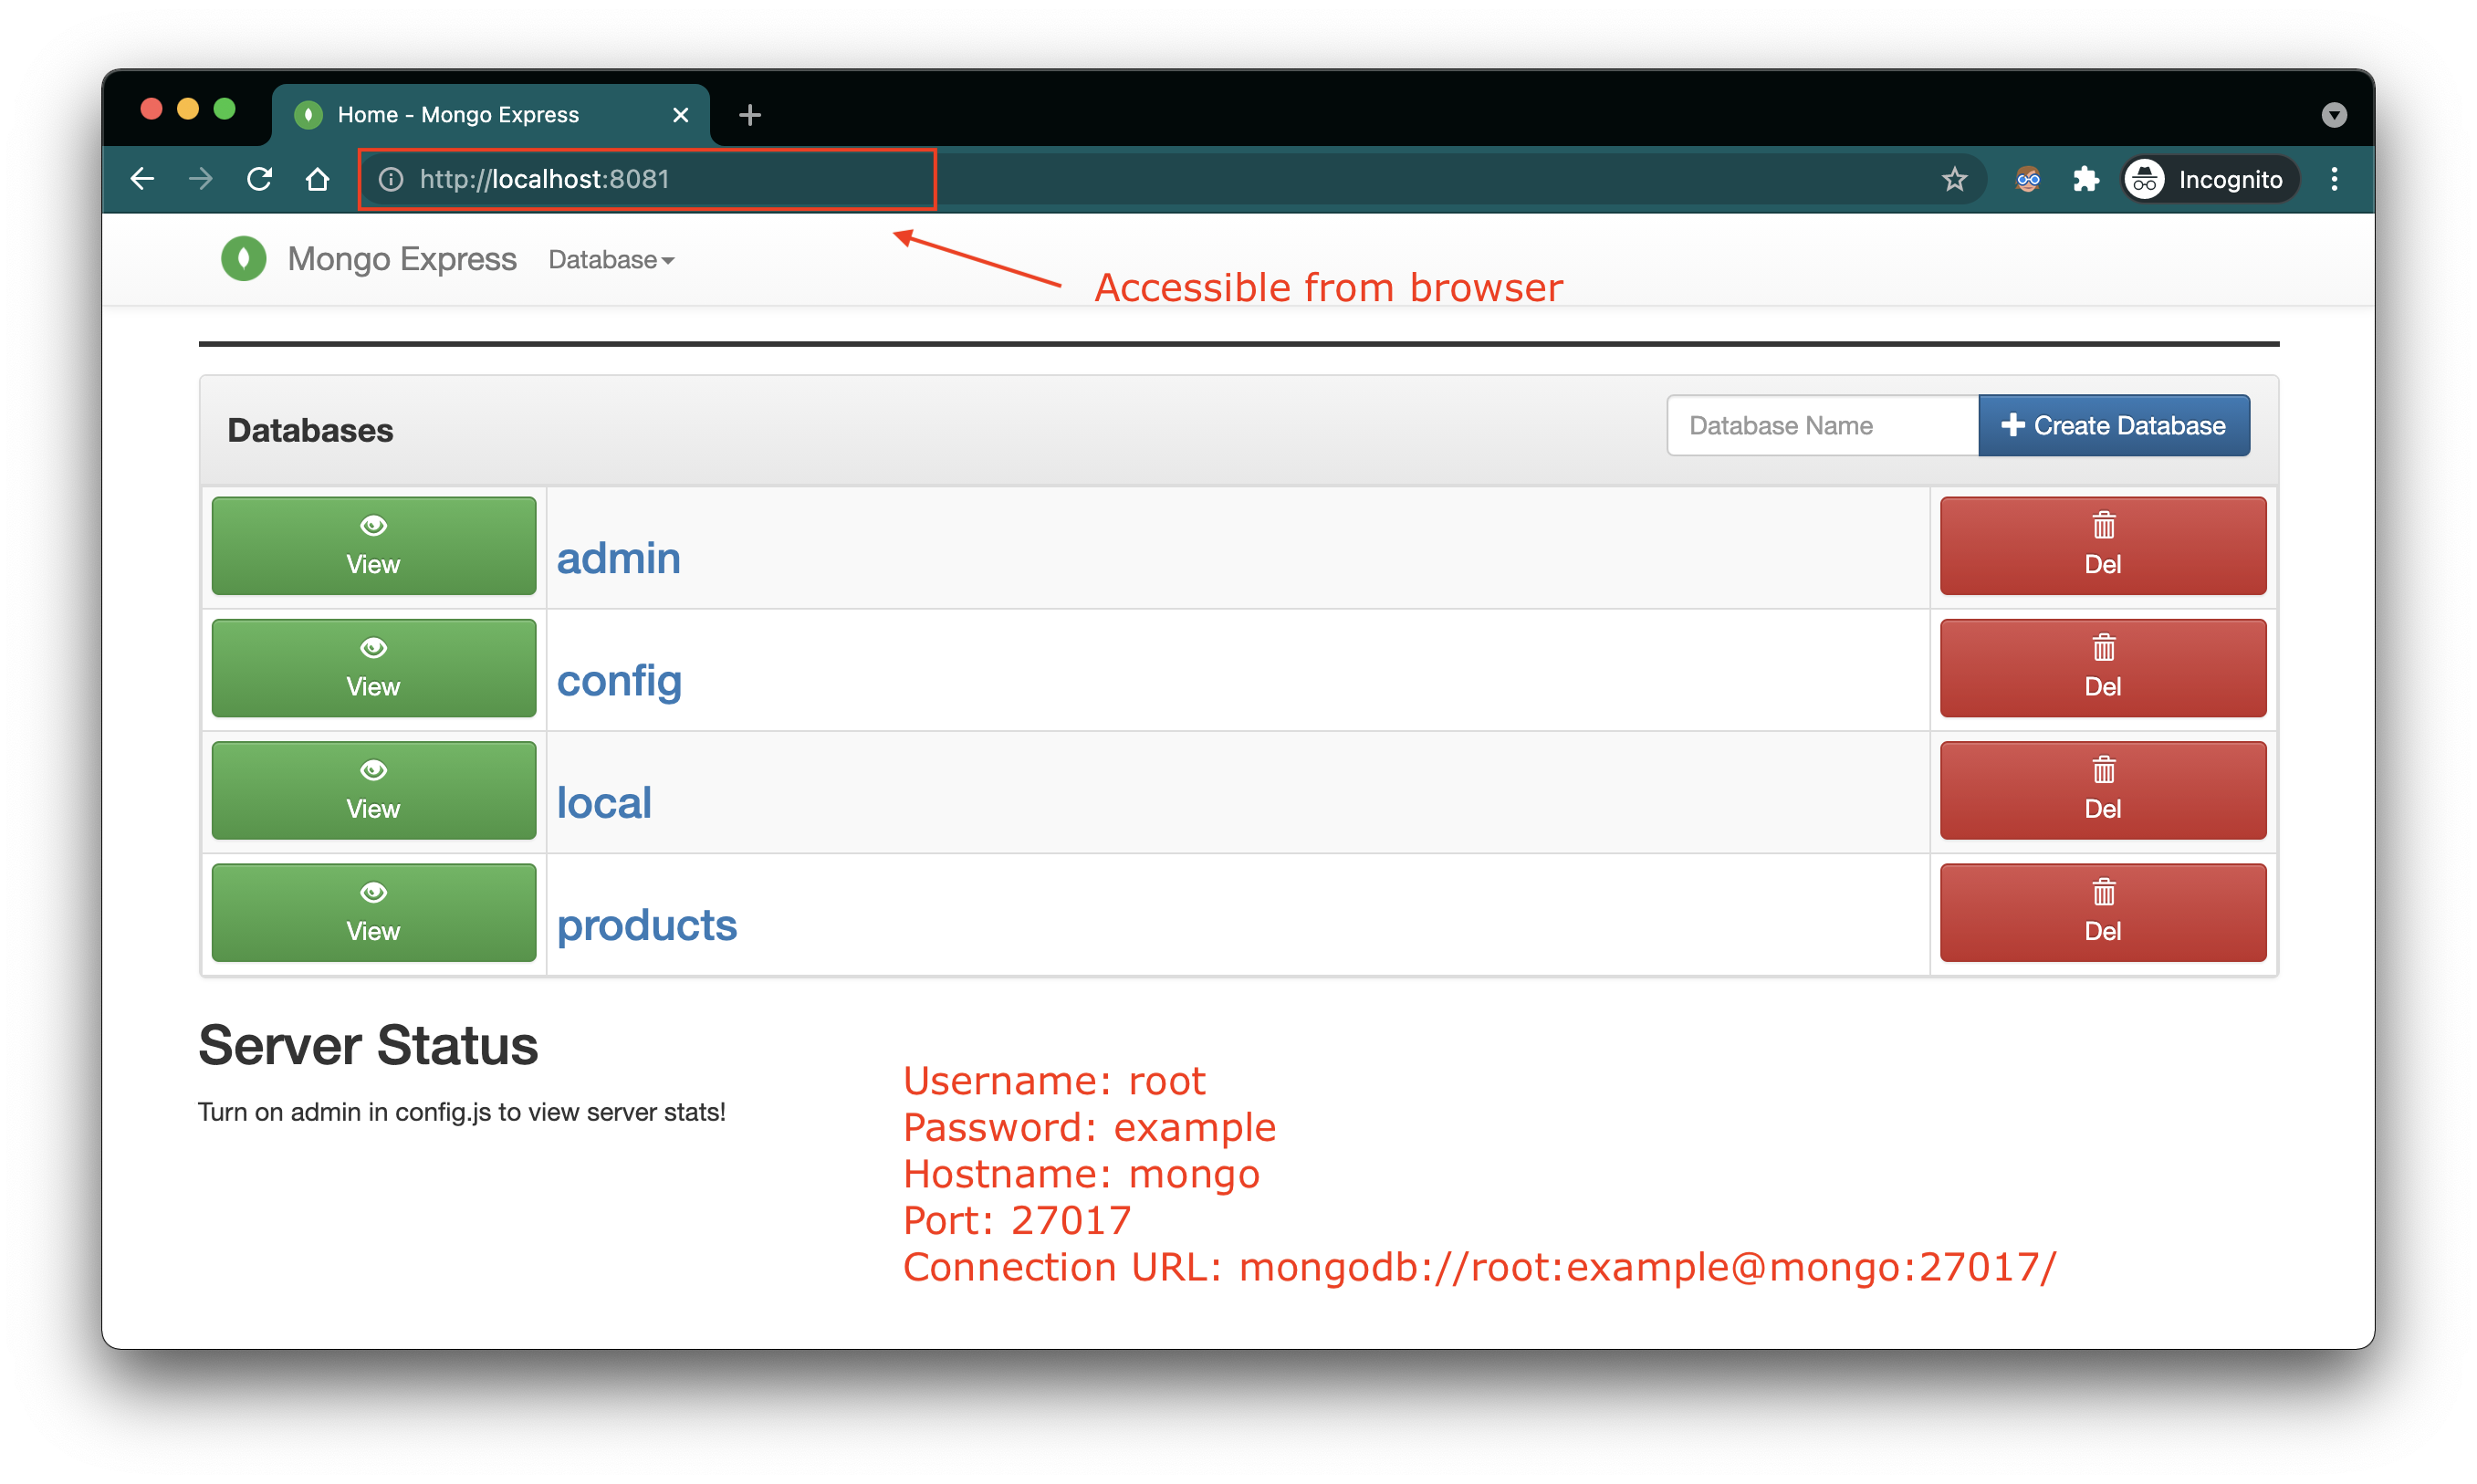 Home - Mongo Express
http://localhost:8081
Incognito
Mongo Express Database
Accessible from browser
Databases
Database Name
Create Database
View
admin
Del
View
config
Del
View
local
Del
View
products
Del
Server Status
Turn on admin in config.js to view server stats!
Username: root
Password: example
Hostname: mongo
Port: 27017
Connection URL: mongodb://root:example@mongo:27017/